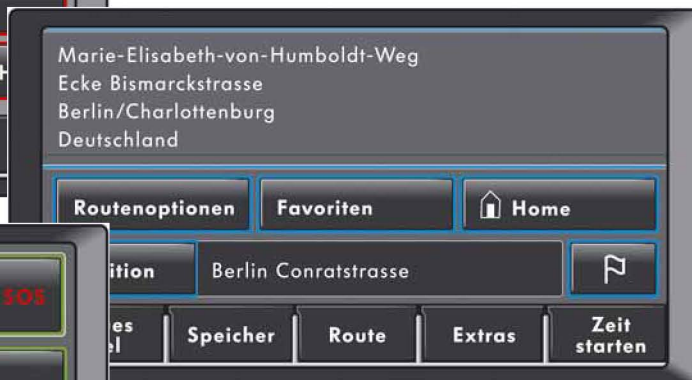 Marie-Elisabeth-von-Humboldt-Weg
Ecke Bismarckstrasse
Berlin/Charlottenburg
Deutschland
Routenoptionen Favoriten Home
Berlin Conratstrasse
SOS
Speicher Route Extras Zeit
starten